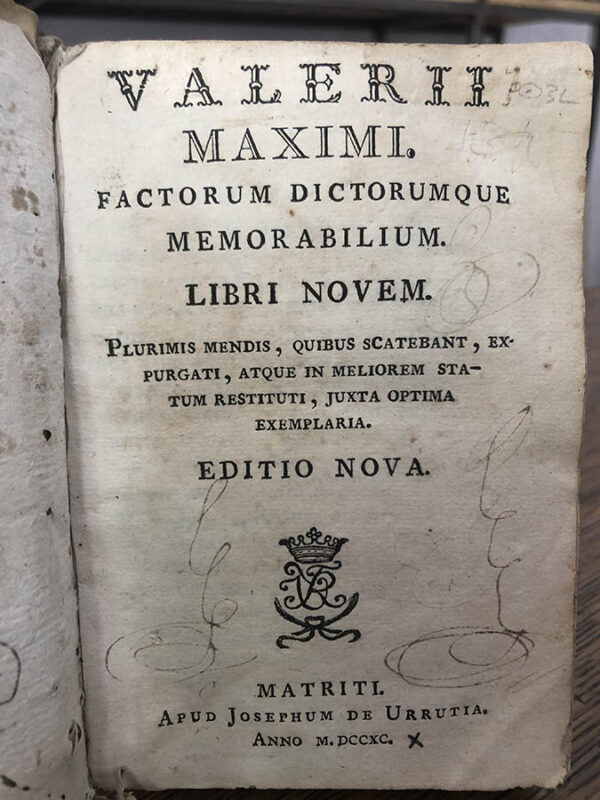 VALERII
MAXIMI.
FACTORUM DICTORUMQUE
MEMORABILIUM.
LIBRI NOVEM.
PLURIMIS MENDIS, QUIBUS SCATEBANT, EX-
PURGATI, ATQUE IN MELIOREM STA-
TUM RESTITUTI, JUXTA OPTIMA
EXEMPLARIA.
EDITIO NOVA.
MATRITI.
APUD JOSEPHUM DE URRUTIA.
ANNO M.DCCXC. X